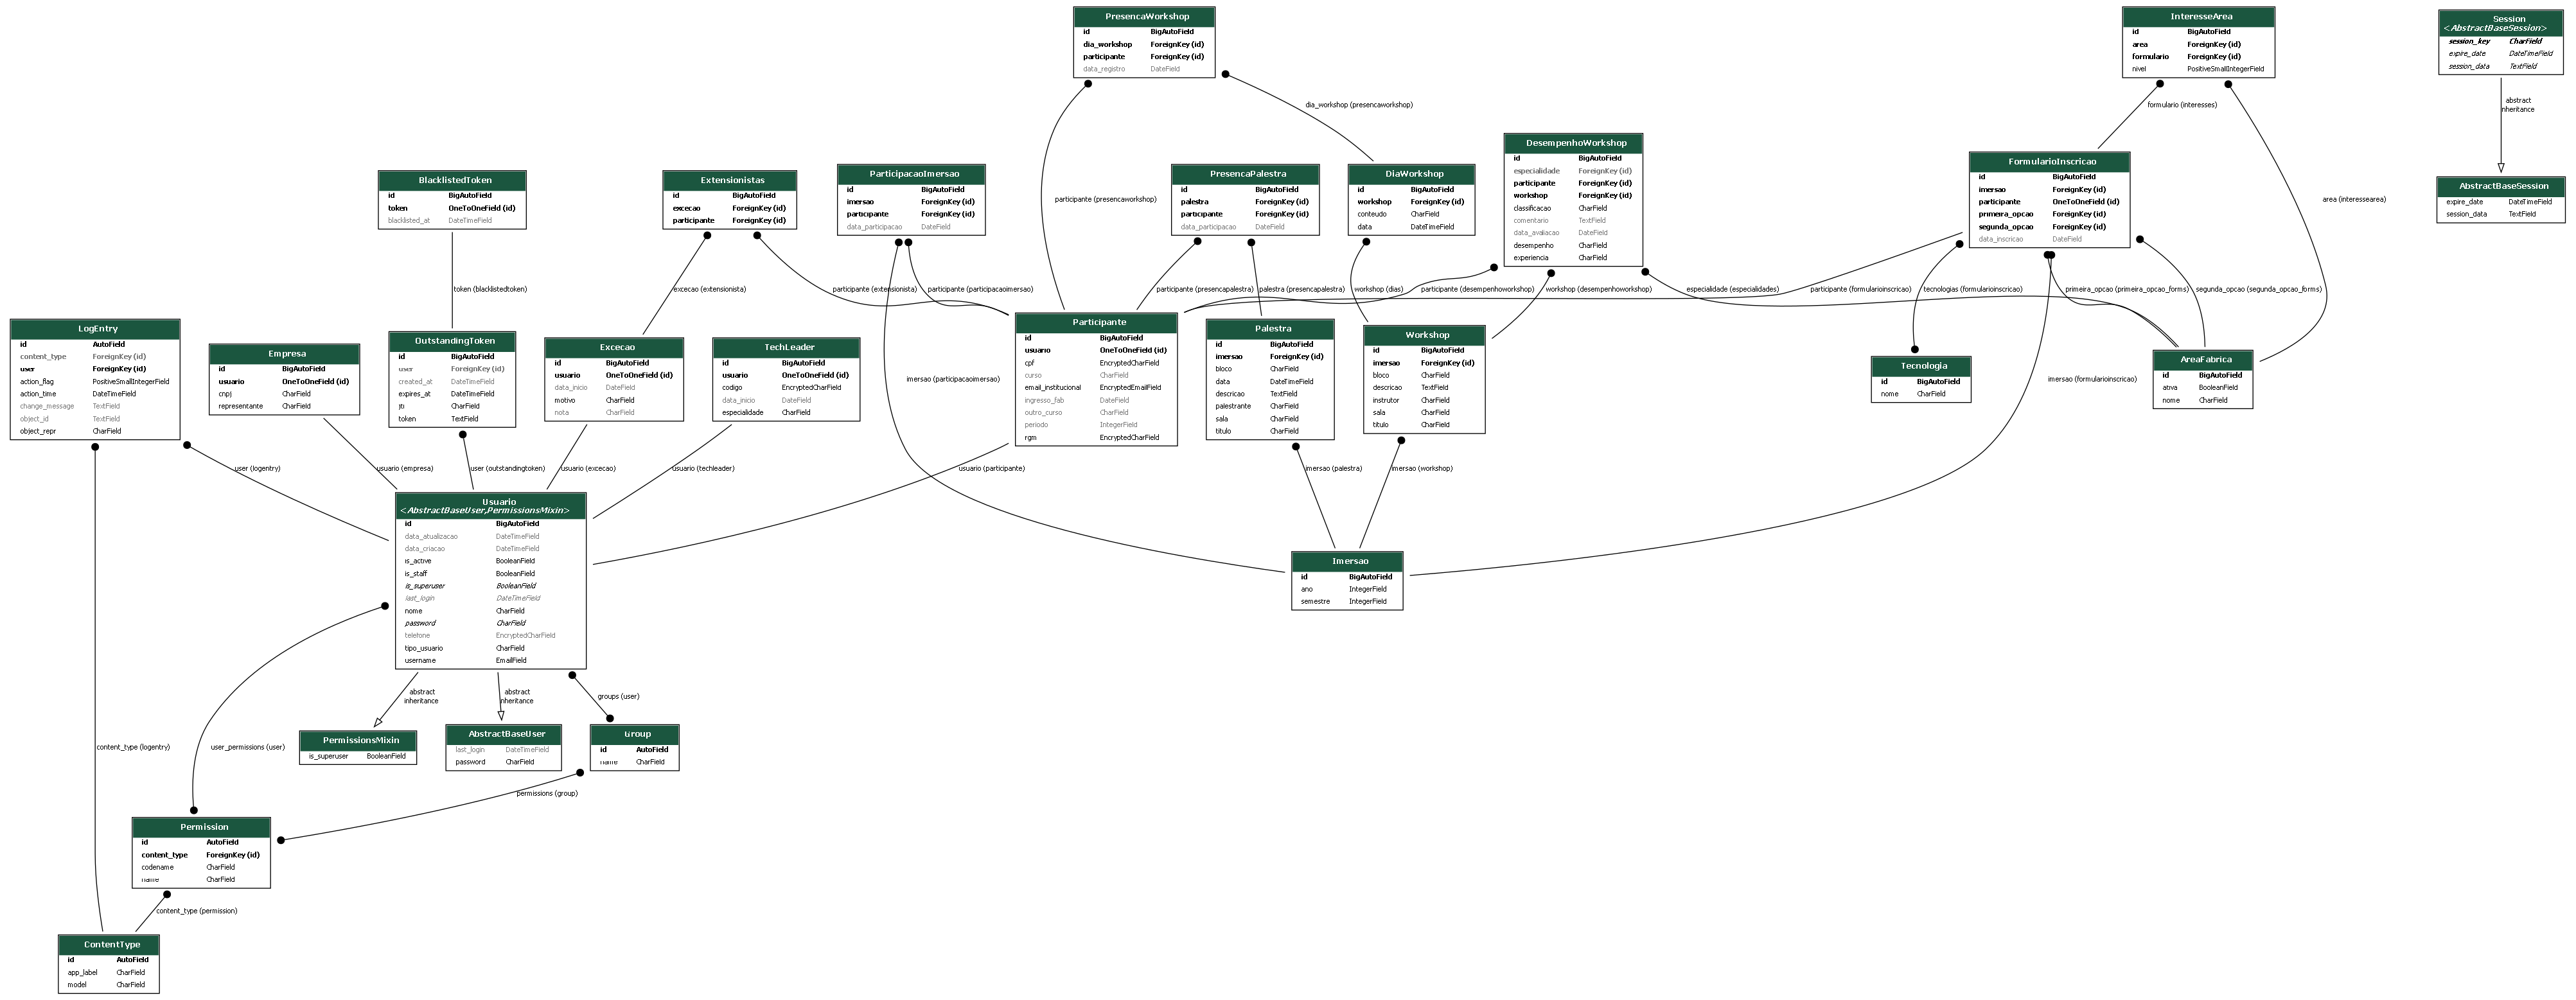 PresencaWorkshop
id BigAutoField
dia_workshop ForeignKey (id)
participante ForeignKey (id)
data_registro DateField
InteresseArea
id BigAutoField
area ForeignKey (id)
formulario ForeignKey (id)
nivel PositiveSmallIntegerField
Session
<AbstractBaseSession>
session_key CharField
expire_date DateTimeField
session_data TextField
dia_workshop (presencaworkshop)
formulario (interesses)
abstract
inheritance
DesempenhoWorkshop
id BigAutoField
especialidade ForeignKey (id)
participante ForeignKey (id)
workshop ForeignKey (id)
classificacao CharField
comentario TextField
data_avaliacao DateField
desempenho CharField
experiencia CharField
FormularioInscricao
id BigAutoField
imersao ForeignKey (id)
participante OneToOneField (id)
primeira_opcao ForeignKey (id)
segunda_opcao ForeignKey (id)
data_inscricao DateField
BlacklistedToken
id BigAutoField
token OneToOneField (id)
blacklisted_at DateTimeField
Extensionistas
id BigAutoField
excecao ForeignKey (id)
participante ForeignKey (id)
ParticipacaoImersao
id BigAutoField
imersao ForeignKey (id)
participante ForeignKey (id)
data_participacao DateField
PresencaPalestra
id BigAutoField
palestra ForeignKey (id)
participante ForeignKey (id)
data_participacao DateField
DiaWorkshop
id BigAutoField
workshop ForeignKey (id)
conteudo CharField
data DateTimeField
AbstractBaseSession
expire_date DateTimeField
session_data TextField
participante (presencaworkshop)
area (interessearea)
token (blacklistedtoken)
excecao (extensionista)
participante (extensionista)
participante (participacaoimersao)
participante (presencapalestra)
palestra (presencapalestra)
workshop (dias)
participante (desempenhoworkshop)
workshop (desempenhoworkshop)
especialidade (especialidades)
participante (formularioinscricao)
tecnologias (formularioinscricao)
primeira_opcao (primeira_opcao_forms)
segunda_opcao (segunda_opcao_forms)
LogEntry
id AutoField
content_type ForeignKey (id)
user ForeignKey (id)
action_flag PositiveSmallIntegerField
action_time DateTimeField
change_message TextField
object_id TextField
object_repr CharField
Empresa
id BigAutoField
usuario OneToOneField (id)
cnpj CharField
representante CharField
OutstandingToken
id BigAutoField
user ForeignKey (id)
created_at DateTimeField
expires_at DateTimeField
jti CharField
token TextField
Excecao
id BigAutoField
usuario OneToOneField (id)
data_inicio DateField
motivo CharField
nota CharField
TechLeader
id BigAutoField
usuario OneToOneField (id)
codigo EncryptedCharField
data_inicio DateField
especialidade CharField
Participante
id BigAutoField
usuario OneToOneField (id)
cpf EncryptedCharField
curso CharField
email_institucional EncryptedEmailField
ingresso_fab DateField
outro_curso CharField
periodo IntegerField
rgm EncryptedCharField
Palestra
id BigAutoField
imersao ForeignKey (id)
bloco CharField
data DateTimeField
descricao TextField
palestrante CharField
sala CharField
titulo CharField
Workshop
id BigAutoField
imersao ForeignKey (id)
bloco CharField
descricao TextField
instrutor CharField
sala CharField
titulo CharField
Tecnologia
id BigAutoField
nome CharField
AreaFabrica
id BigAutoField
ativa BooleanField
nome CharField
imersao (participacaoimersao)
imersao (formularioinscricao)
user (logentry)
usuario (empresa)
user (outstandingtoken)
usuario (excecao)
usuario (techleader)
usuario (participante)
imersao (palestra)
imersao (workshop)
Usuario
<AbstractBaseUser,PermissionsMixin>
id BigAutoField
data_atualizacao DateTimeField
data_criacao DateTimeField
is_active BooleanField
is_staff BooleanField
is_superuser BooleanField
last_login DateTimeField
nome CharField
password CharField
telefone EncryptedCharField
tipo_usuario CharField
username EmailField
Imersao
id BigAutoField
ano IntegerField
semestre IntegerField
abstract
inheritance
abstract
inheritance
groups (user)
content_type (logentry)
user_permissions (user)
PermissionsMixin
is_superuser BooleanField
AbstractBaseUser
last_login DateTimeField
password CharField
Group
id AutoField
name CharField
permissions (group)
Permission
id AutoField
content_type ForeignKey (id)
codename CharField
name CharField
content_type (permission)
ContentType
id AutoField
app_label CharField
model CharField